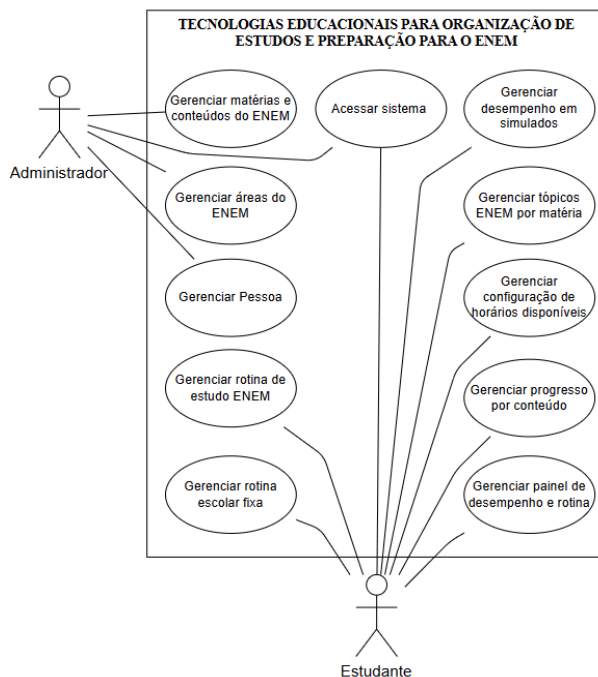 TECNOLOGIAS EDUCACIONAIS PARA ORGANIZAÇÃO DE
ESTUDOS E PREPARAÇÃO PARA O ENEM
Gerenciar matérias e
conteúdos do ENEM
Acessar sistema
Gerenciar
desempenho em
simulados
Administrador
Gerenciar áreas do
ENEM
Gerenciar tópicos
ENEM por matéria
Gerenciar Pessoa
Gerenciar
configuração de
horários disponíveis
Gerenciar rotina de
estudo ENEM
Gerenciar progresso
por conteúdo
Gerenciar rotina
escolar fixa
Gerenciar painel de
desempenho e rotina
Estudante